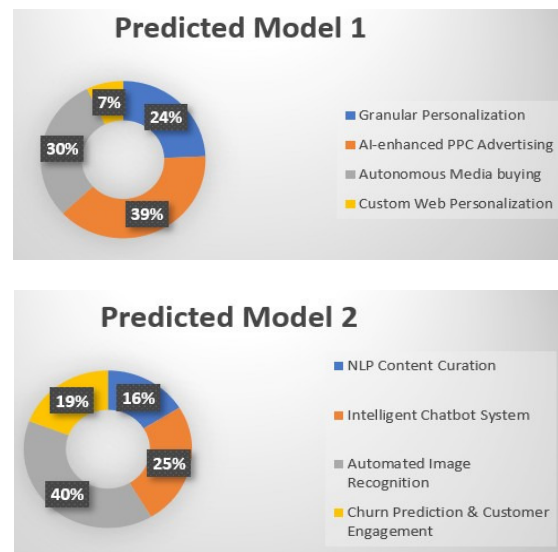 Predicted Model 1
7%
24%
30%
39%
Granular Personalization
AI-enhanced PPC Advertising
Autonomous Media buying
Custom Web Personalization
Predicted Model 2
19%
16%
25%
40%
NLP Content Curation
Intelligent Chatbot System
Automated Image
Recognition
Churn Prediction & Customer
Engagement